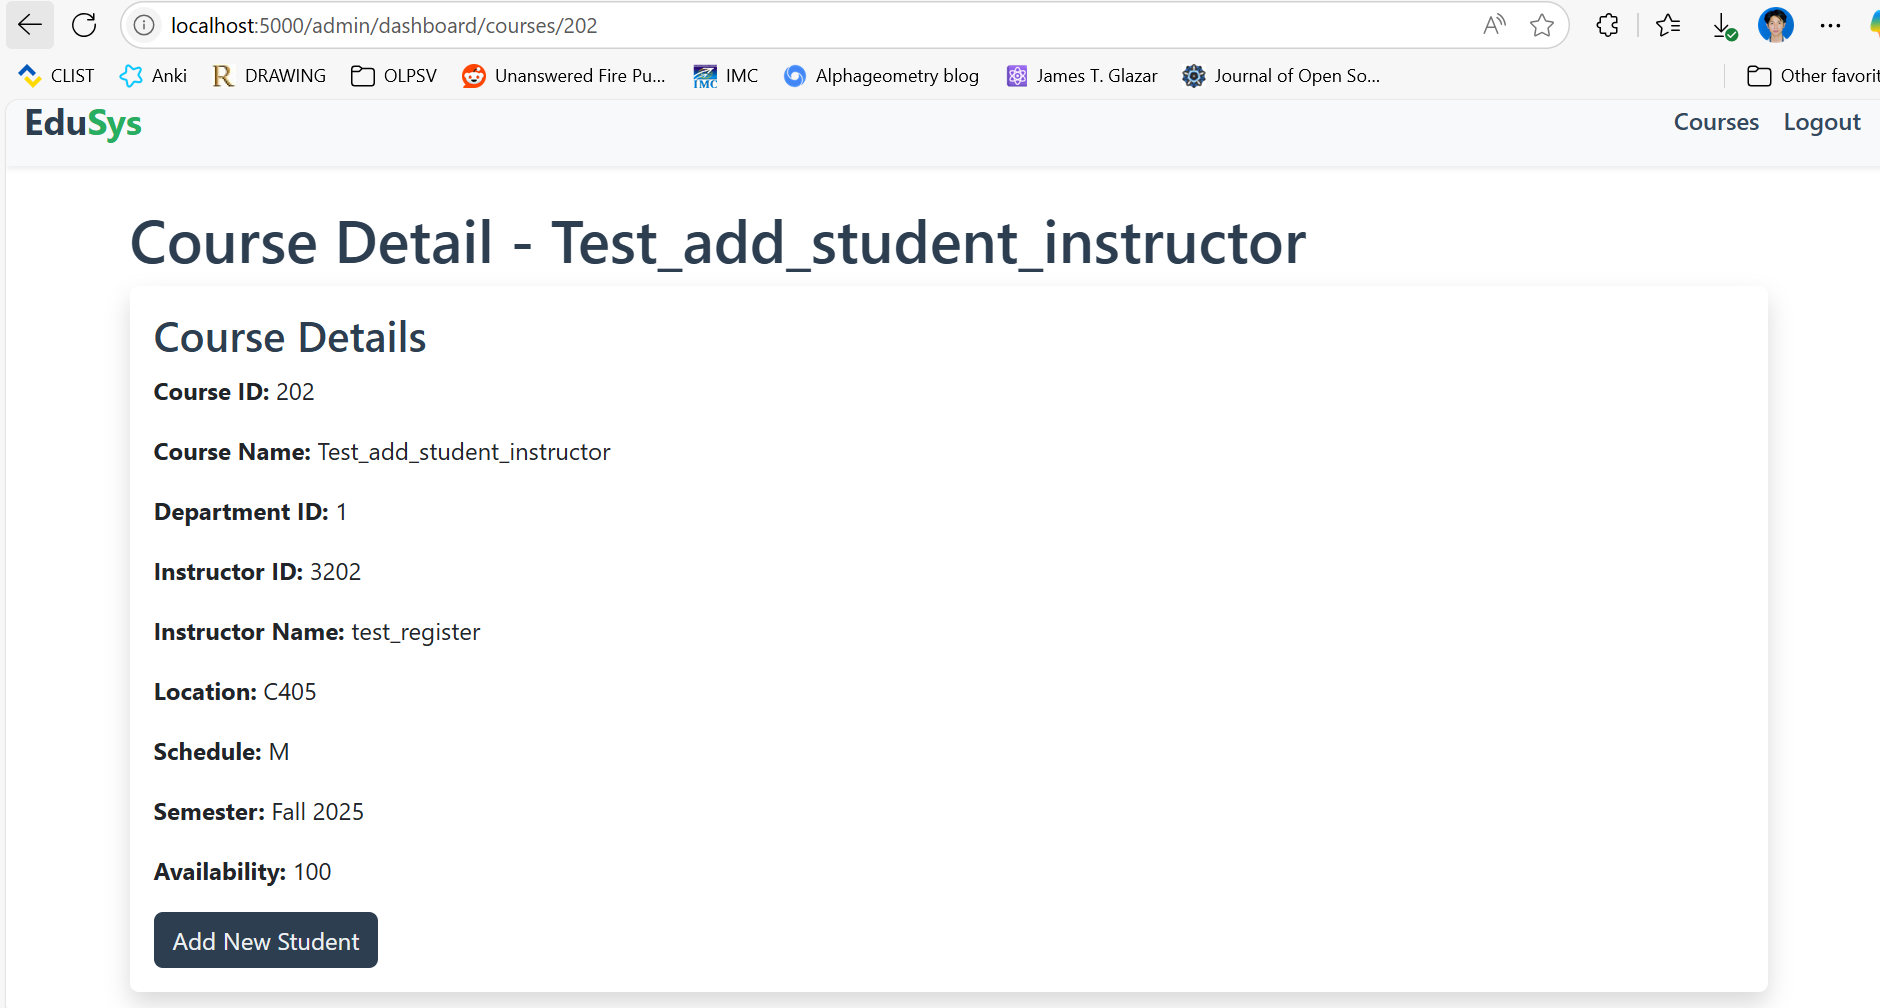 localhost:5000/admin/dashboard/courses/202
CLIST Anki DRAWING OLPSV Unanswered Fire Pu... IMC Alphageometry blog James T. Glazar Journal of Open So... Other favorit
EduSys Courses Logout
Course Detail - Test_add_student_instructor
Course Details
Course ID: 202
Course Name: Test_add_student_instructor
Department ID: 1
Instructor ID: 3202
Instructor Name: test_register
Location: C405
Schedule: M
Semester: Fall 2025
Availability: 100
Add New Student